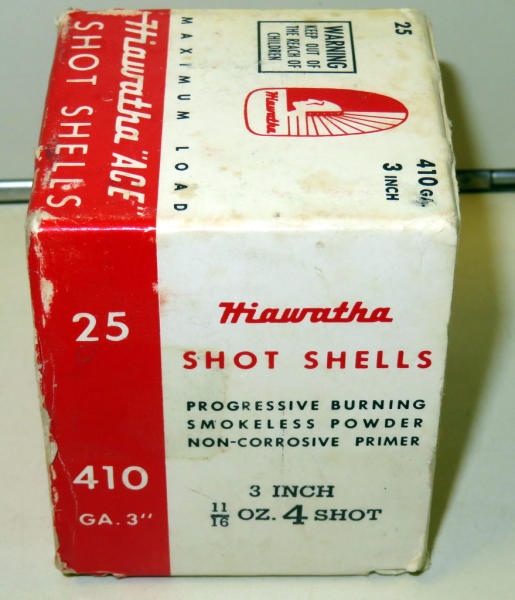 Hiawatha "ACE"
SHOT SHELLS
MAXIMUM LOAD
25
WARNING
KEEP OUT OF
THE REACH OF
CHILDREN
Hiawatha
410 GA.
3 INCH
25
410
GA. 3"
Hiawatha
SHOT SHELLS
PROGRESSIVE BURNING
SMOKELESS POWDER
NON-CORROSIVE PRIMER
3 INCH
11/16 OZ. 4 SHOT